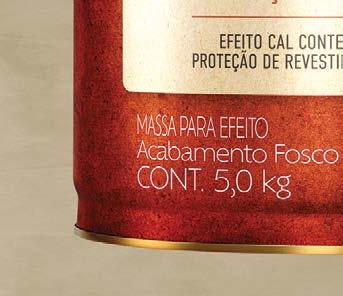 EFEITO CAL CONTE
PROTEÇÃO DE REVESTI
MASSA PARA EFEITO
Acabamento Fosco
CONT. 5,0 kg